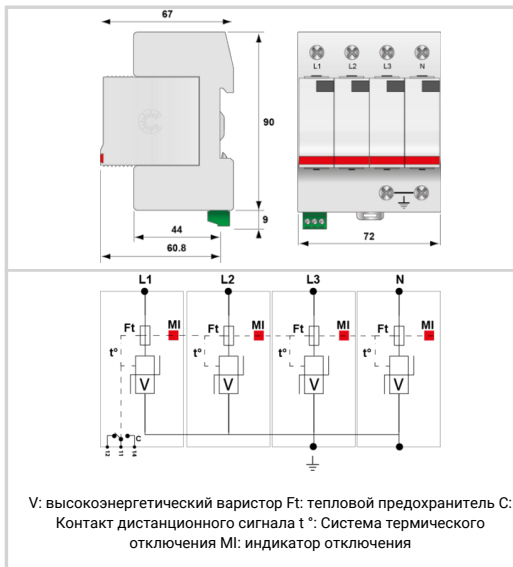 67
L1 L2 L3 N
90
9
44
60.8
72
L1 L2 L3 N
Ft MI Ft MI Ft MI Ft MI
t° t° t° t°
V V V V
C
12 11 14
V: высокоэнергетический варистор Ft: тепловой предохранитель C:
Контакт дистанционного сигнала t °: Система термического
отключения MI: индикатор отключения